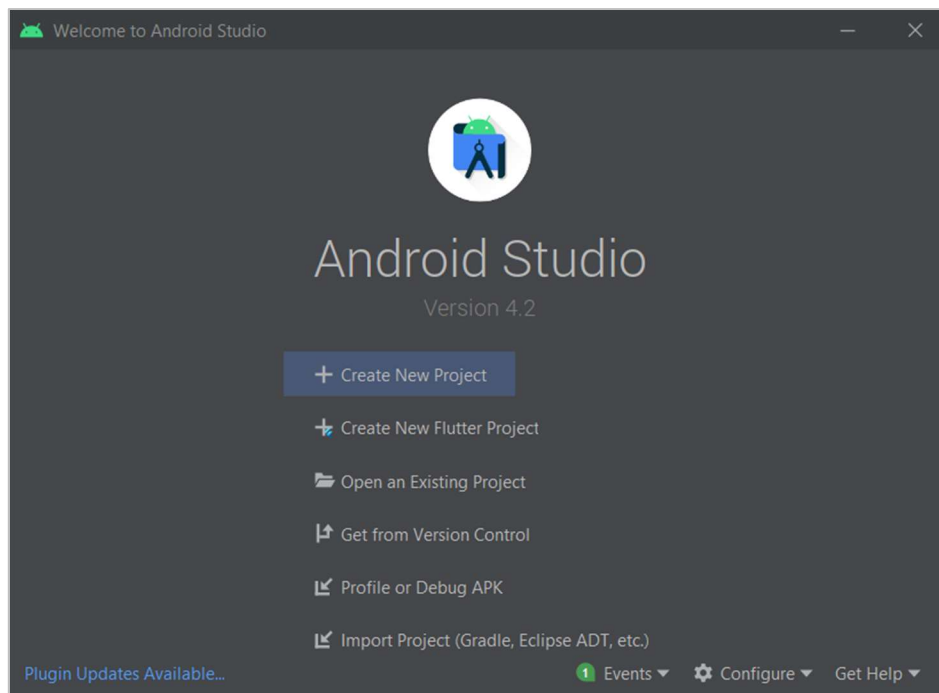 Welcome to Android Studio
Android Studio
Version 4.2
Create New Project
Create New Flutter Project
Open an Existing Project
Get from Version Control
Profile or Debug APK
Import Project (Gradle, Eclipse ADT, etc.)
Plugin Updates Available... 1 Events Configure Get Help